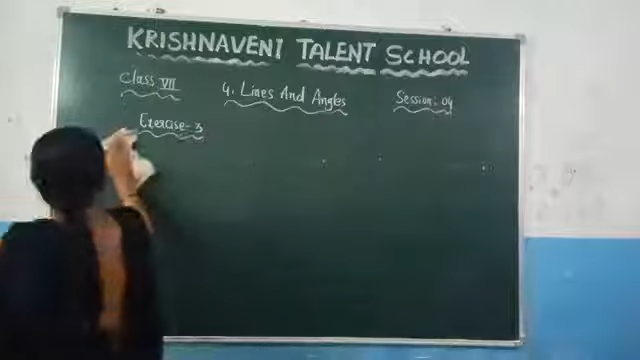 KRISHNAVENI TALENT SCHOOL
Class VII
4. Lines And Angles
Session: 04
Exercise-3